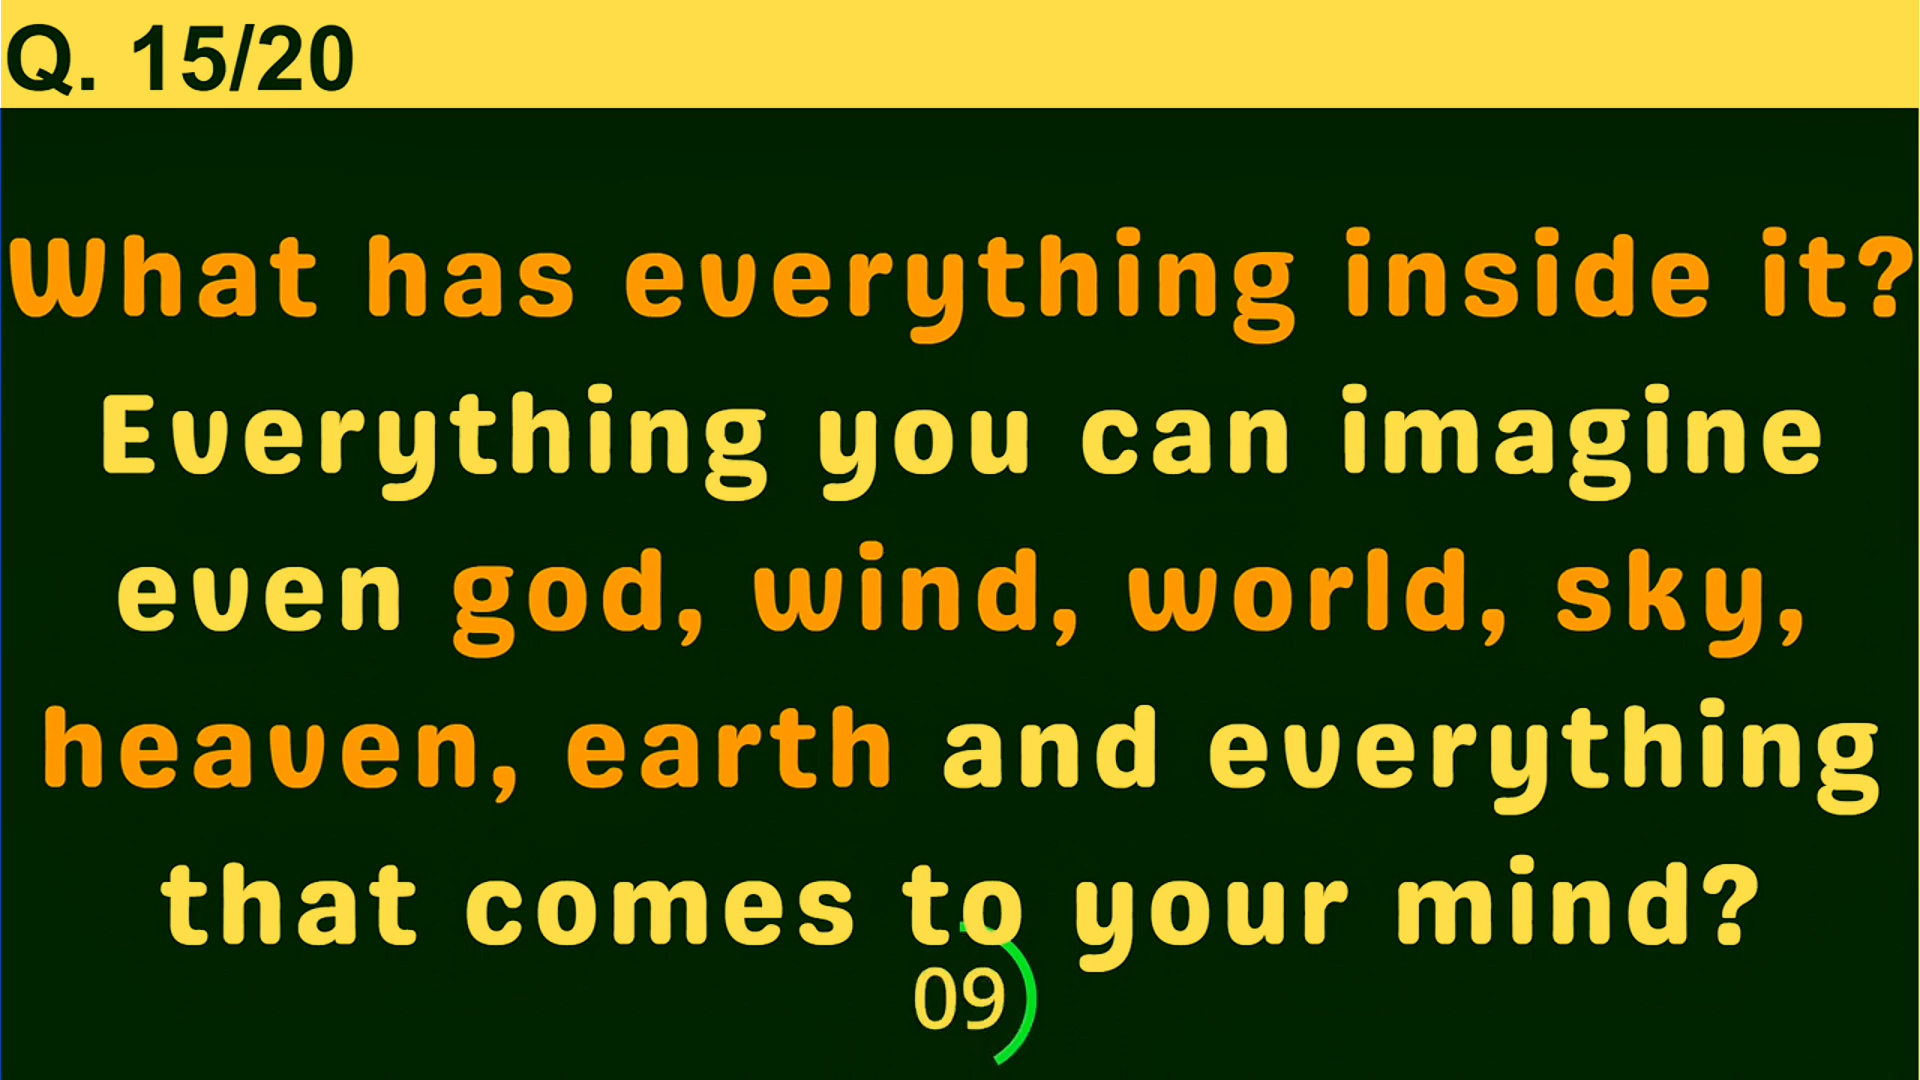 Q. 15/20
What has everything inside it?
Everything you can imagine
even god, wind, world, sky,
heaven, earth and everything
that comes to your mind?
09